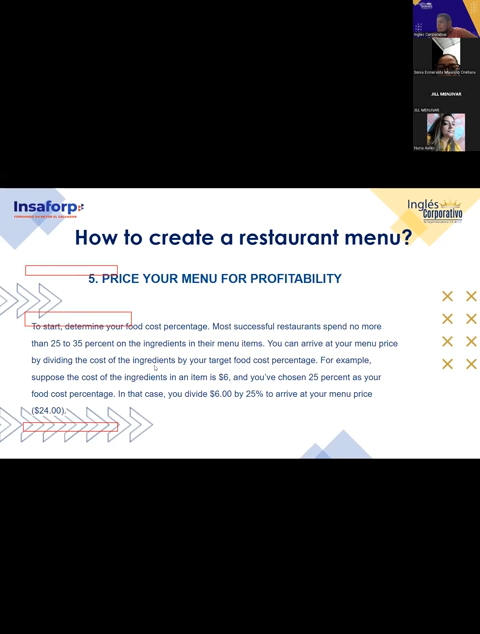 Inglés Corporativo
JILL MENJIVAR
JILL MENJIVAR
Insaforp
Inglés
Corporativo
How to create a restaurant menu?
5. PRICE YOUR MENU FOR PROFITABILITY
To start, determine your food cost percentage. Most successful restaurants spend no more
than 25 to 35 percent on the ingredients in their menu items. You can arrive at your menu price
by dividing the cost of the ingredients by your target food cost percentage. For example,
suppose the cost of the ingredients in an item is $6, and you've chosen 25 percent as your
food cost percentage. In that case, you divide $6.00 by 25% to arrive at your menu price
($24.00).